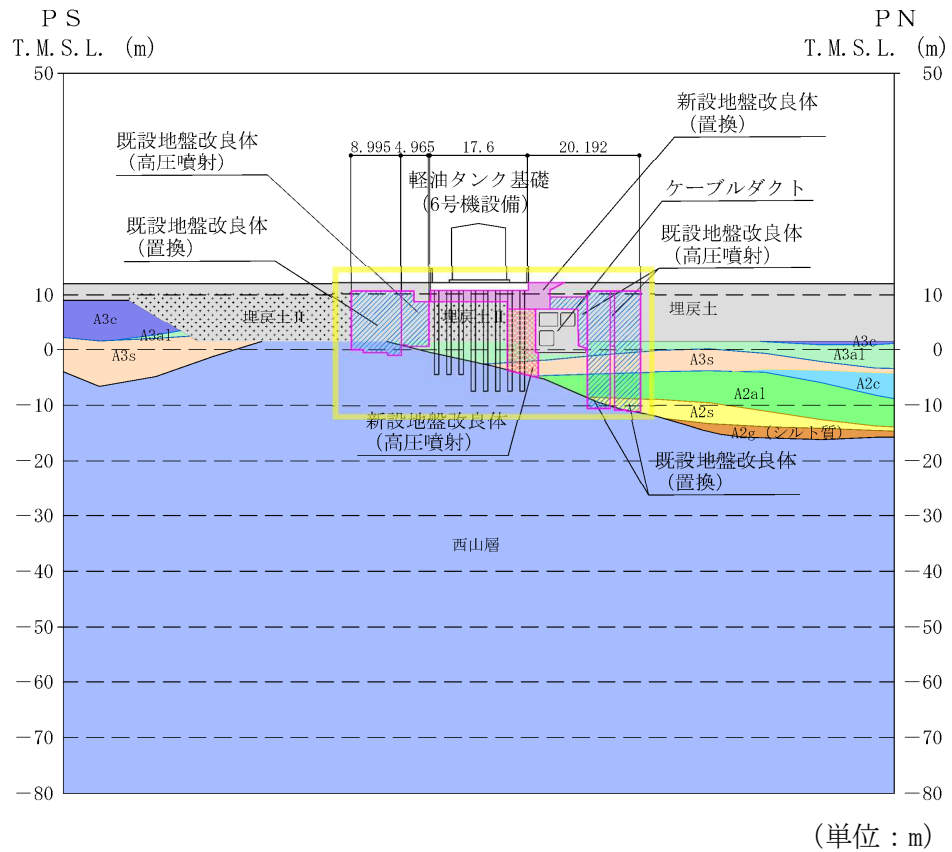 ＰＳ
ＰＮ
T.M.S.L. (m)
T.M.S.L. (m)
50
50
新設地盤改良体
(置換)
既設地盤改良体
(高圧噴射)
8.995
4.965
17.6
20.192
軽油タンク基礎
(6号機設備)
ケーブルダクト
既設地盤改良体
(置換)
既設地盤改良体
(高圧噴射)
10
10
A3c
埋戻土Ⅱ
埋戻土Ⅱ
埋戻土
A3al
A3c
0
0
A3s
A3s
A3al
A2c
A2al
-10
-10
A2s
新設地盤改良体
(高圧噴射)
A2g (シルト質)
既設地盤改良体
(置換)
-20
-20
-30
-30
西山層
-40
-40
-50
-50
-60
-60
-70
-70
-80
-80
(単位：m)